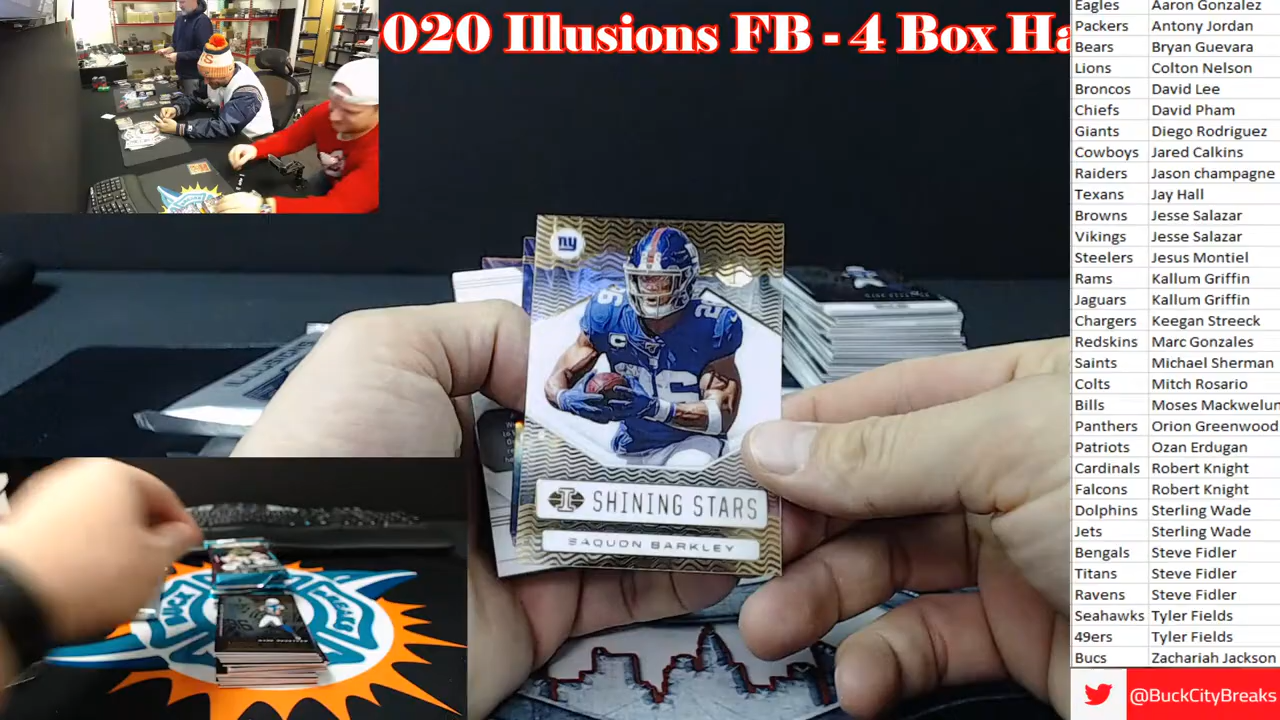 020 Illusions FB - 4 Box Ha
Eagles Aaron Gonzalez
Packers Antony Jordan
Bears Bryan Guevara
Lions Colton Nelson
Broncos David Lee
Chiefs David Pham
Giants Diego Rodriguez
Cowboys Jared Calkins
Raiders Jason champagne
Texans Jay Hall
Browns Jesse Salazar
Vikings Jesse Salazar
Steelers Jesus Montiel
Rams Kallum Griffin
Jaguars Kallum Griffin
Chargers Keegan Streeck
Redskins Marc Gonzales
Saints Michael Sherman
Colts Mitch Rosario
Bills Moses Mackwelun
Panthers Orion Greenwood
Patriots Ozan Erdugan
Cardinals Robert Knight
Falcons Robert Knight
Dolphins Sterling Wade
Jets Sterling Wade
Bengals Steve Fidler
Titans Steve Fidler
Ravens Steve Fidler
Seahawks Tyler Fields
49ers Tyler Fields
Bucs Zachariah Jackson
@BuckCityBreaks
ny
26
26
C
I SHINING STARS
SAQUON BARKLEY